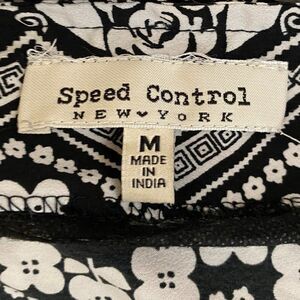 Speed Control
NEW♥YORK
M
MADE
IN
INDIA